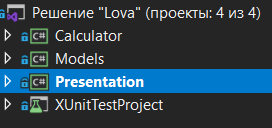 Решение "Lova" (проекты: 4 из 4)
C# Calculator
C# Models
C# Presentation
XUnitTestProject